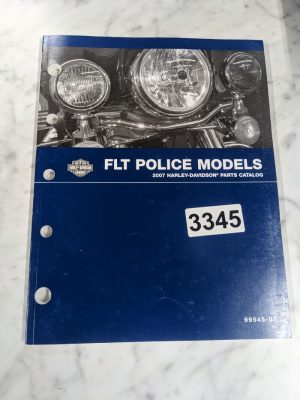 FLT POLICE MODELS
2007 HARLEY-DAVIDSON® PARTS CATALOG
3345